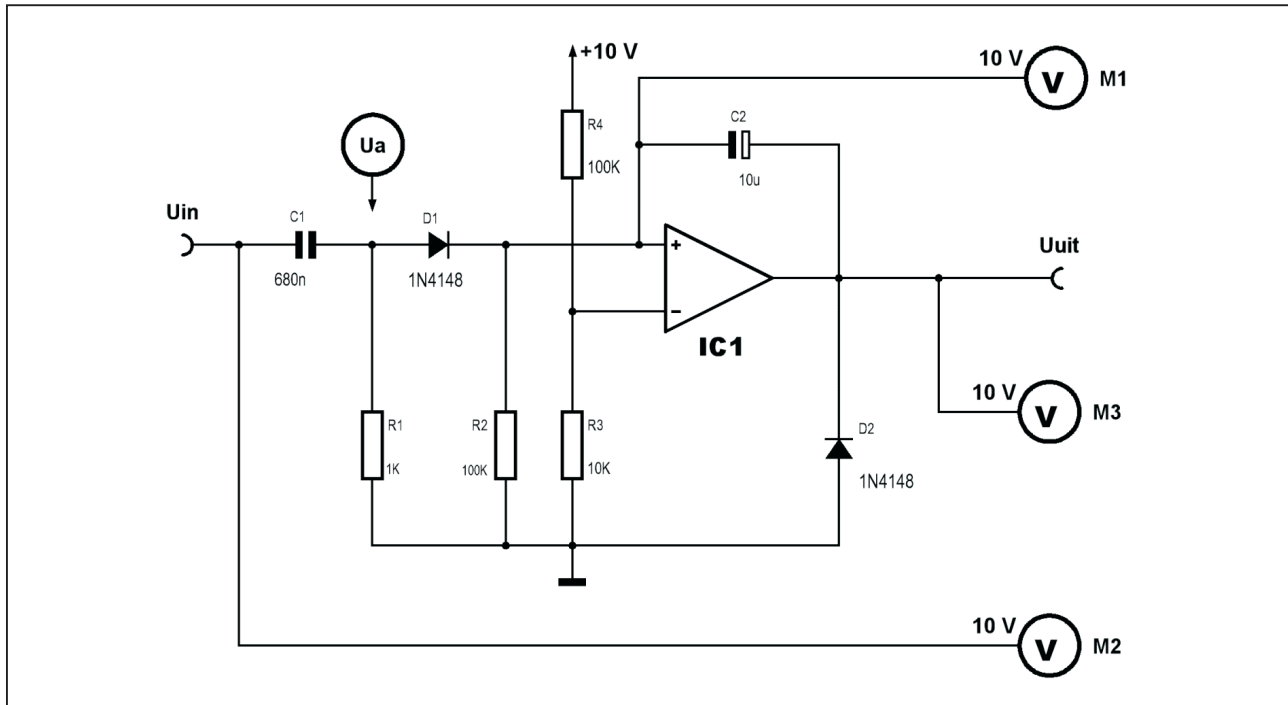 +10 V
10 V
V
M1
R4
C2
Ua
100K
10u
Uin
C1
D1
+
Uuit
680n
1N4148
-
IC1
10 V
V
M3
R1
R2
R3
D2
1K
100K
10K
1N4148
10 V
V
M2